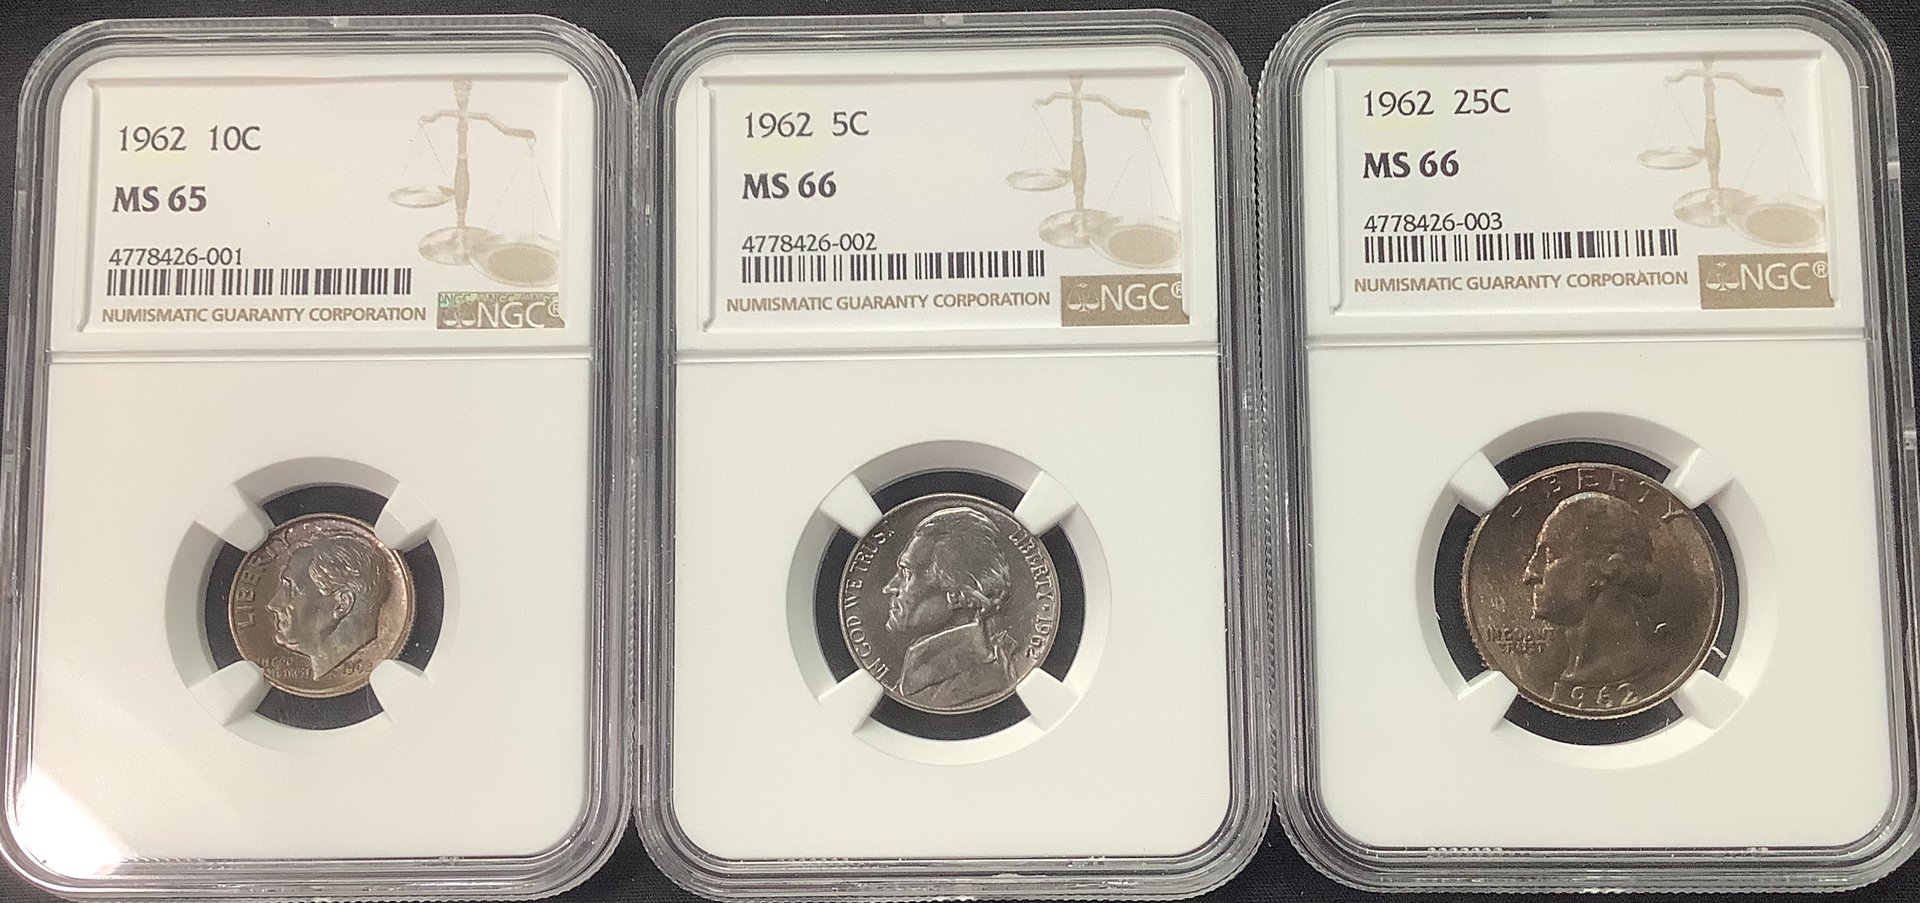 1962 10C
MS 65
4778426-001
NUMISMATIC GUARANTY CORPORATION
NGC®
LIBERTY
IN GOD
WE TRUST
1962
1962 5C
MS 66
4778426-002
NUMISMATIC GUARANTY CORPORATION
NGC®
IN GOD WE TRUST
LIBERTY · 1962
1962 25C
MS 66
4778426-003
NUMISMATIC GUARANTY CORPORATION
NGC®
LIBERTY
IN GOD WE
TRUST
1962